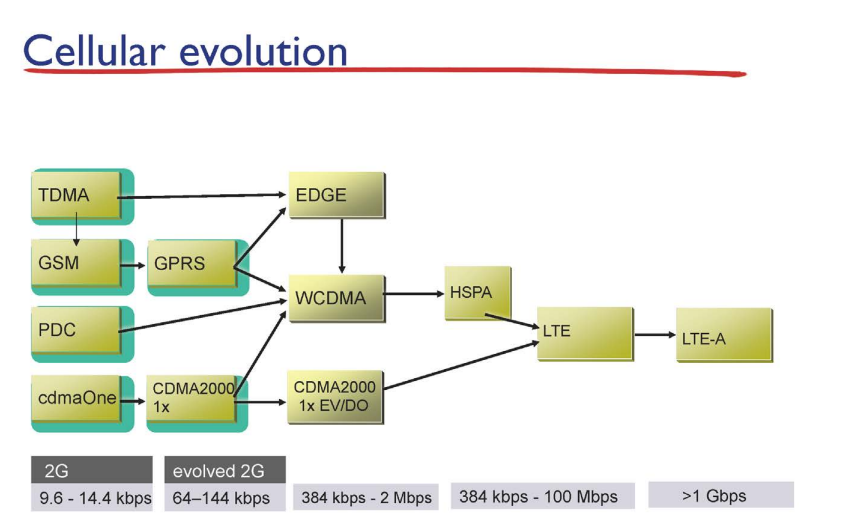 Cellular evolution
TDMA
EDGE
GSM
GPRS
WCDMA
HSPA
PDC
LTE
LTE-A
cdmaOne
CDMA2000
1x
CDMA2000
1x EV/DO
2G
evolved 2G
9.6 - 14.4 kbps
64–144 kbps
384 kbps - 2 Mbps
384 kbps - 100 Mbps
>1 Gbps